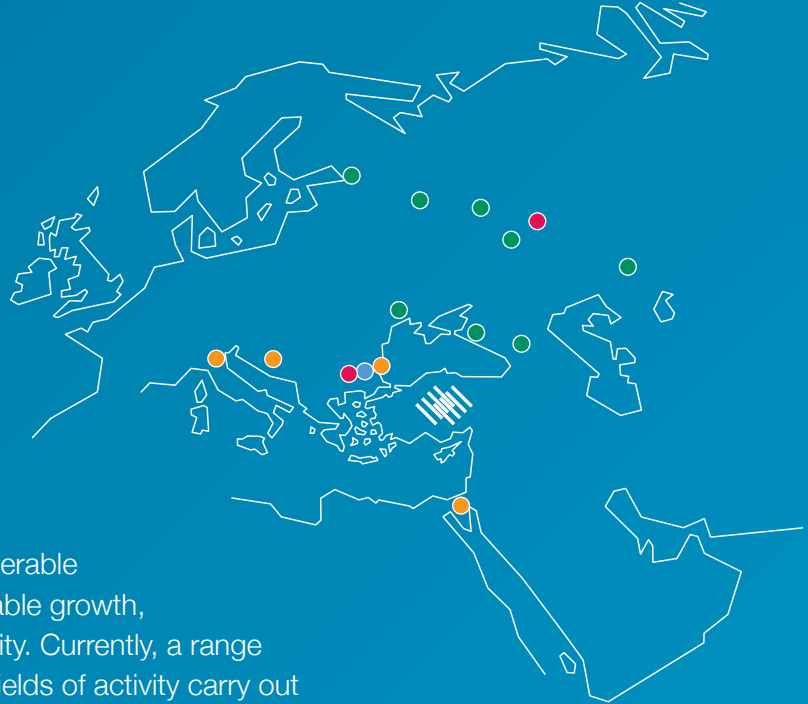 erable
able growth,
ity. Currently, a range
ields of activity carry out